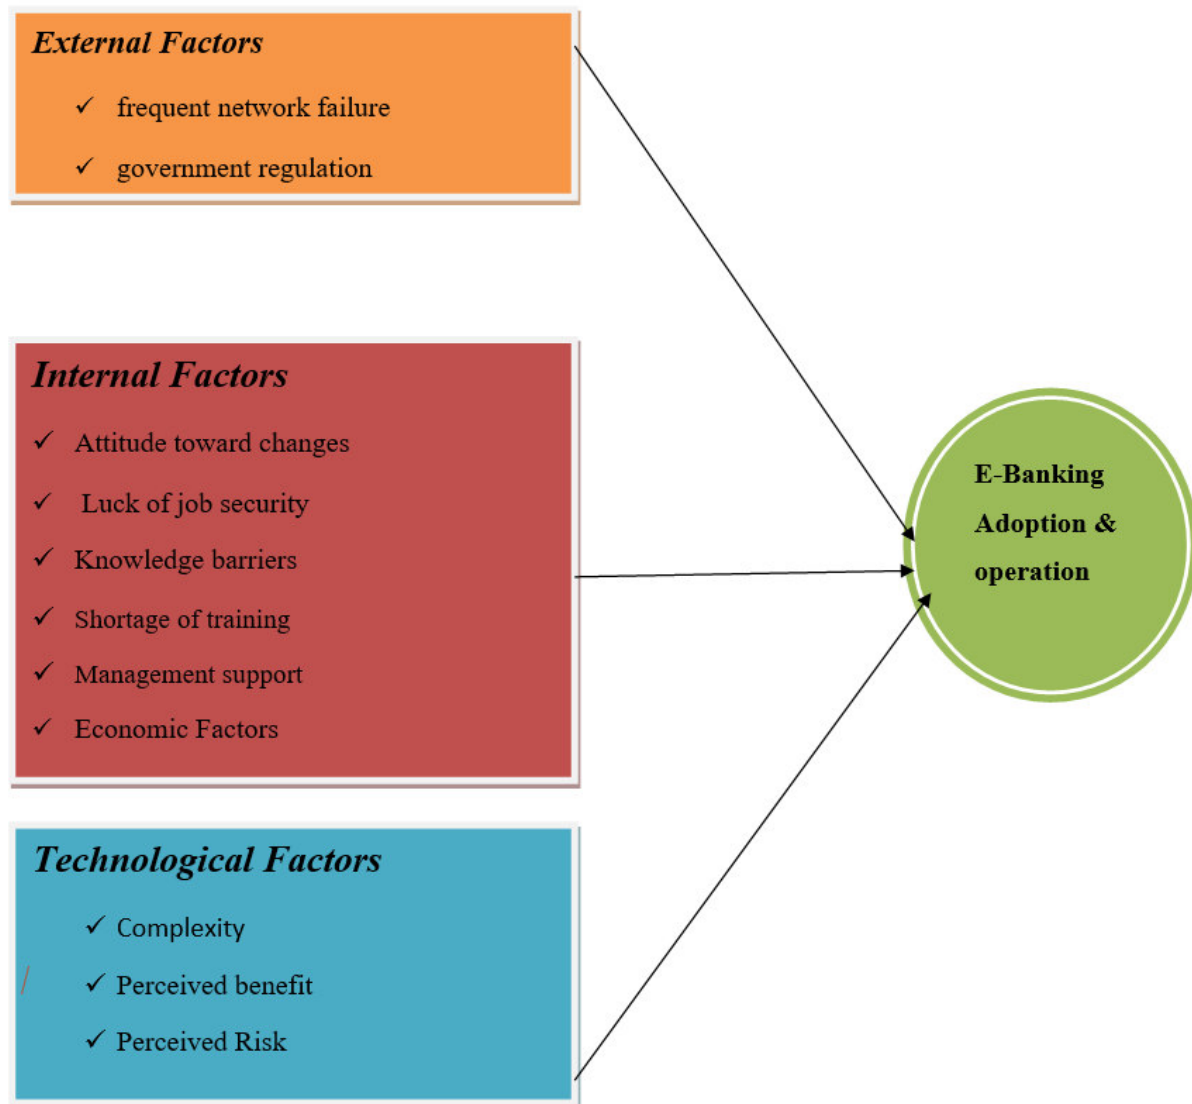 External Factors
✓ frequent network failure
✓ government regulation
Internal Factors
✓ Attitude toward changes
✓ Luck of job security
✓ Knowledge barriers
✓ Shortage of training
✓ Management support
✓ Economic Factors
Technological Factors
✓ Complexity
✓ Perceived benefit
✓ Perceived Risk
E-Banking
Adoption &
operation